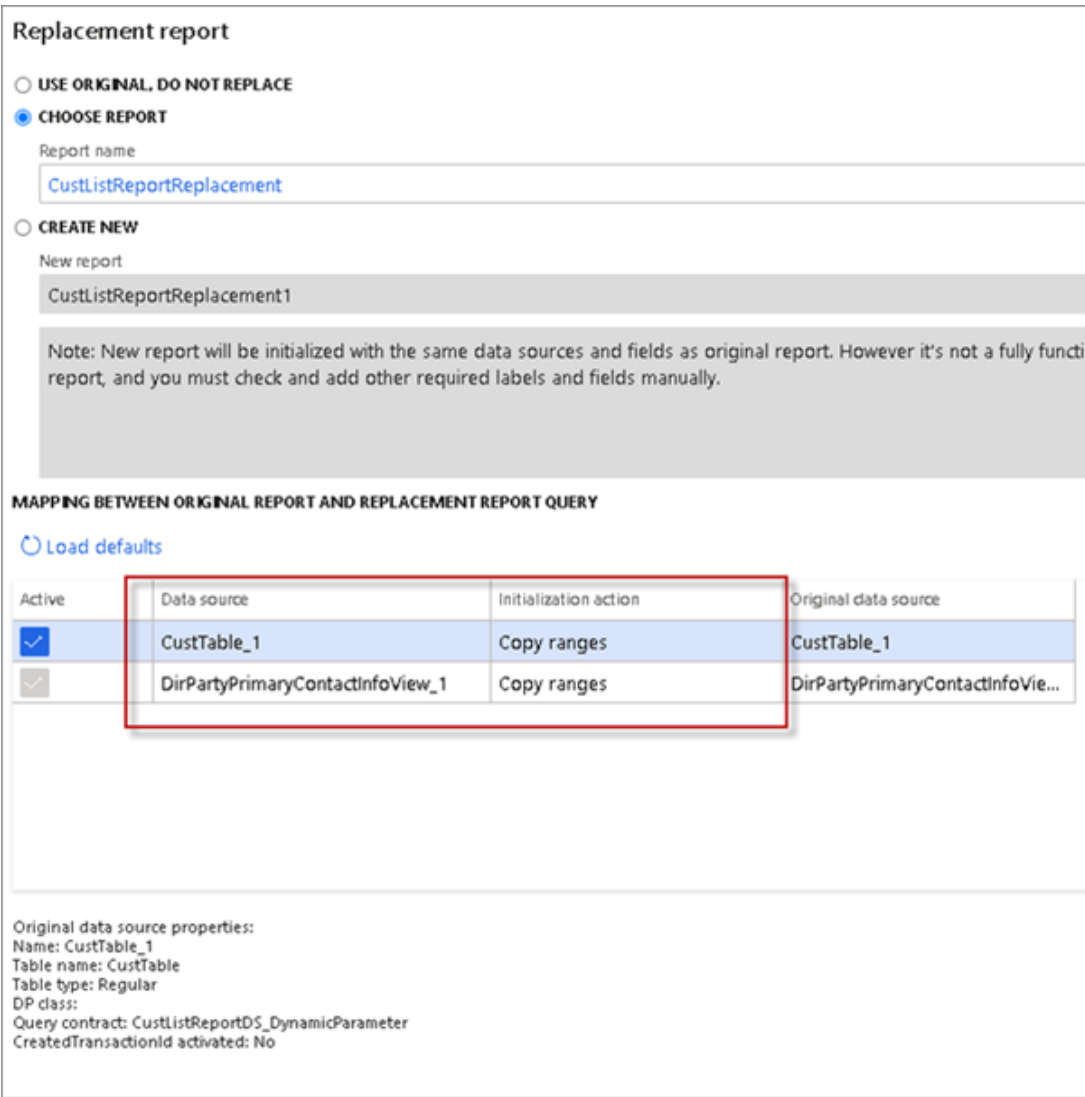 Replacement report
USE ORIGINAL, DO NOT REPLACE
CHOOSE REPORT
Report name
CustListReportReplacement
CREATE NEW
New report
CustListReportReplacement1
Note: New report will be initialized with the same data sources and fields as original report. However it's not a fully functi
report, and you must check and add other required labels and fields manually.
MAPPING BETWEEN ORIGINAL REPORT AND REPLACEMENT REPORT QUERY
Load defaults
Active Data source Initialization action Original data source
CustTable_1 Copy ranges CustTable_1
DirPartyPrimaryContactInfoView_1 Copy ranges DirPartyPrimaryContactInfoVie...
Original data source properties:
Name: CustTable_1
Table name: CustTable
Table type: Regular
DP class:
Query contract: CustListReportDS_DynamicParameter
CreatedTransactionId activated: No